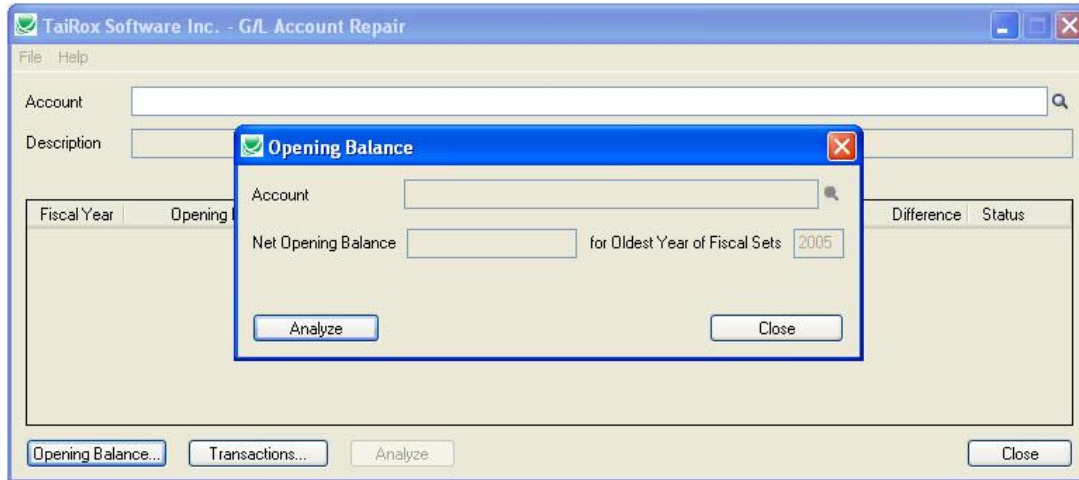 TaiRox Software Inc. - G/L Account Repair
File Help
Account
Description
Opening Balance
Account
Net Opening Balance for Oldest Year of Fiscal Sets 2005
Analyze Close
Fiscal Year Opening Difference Status
Opening Balance... Transactions... Analyze Close